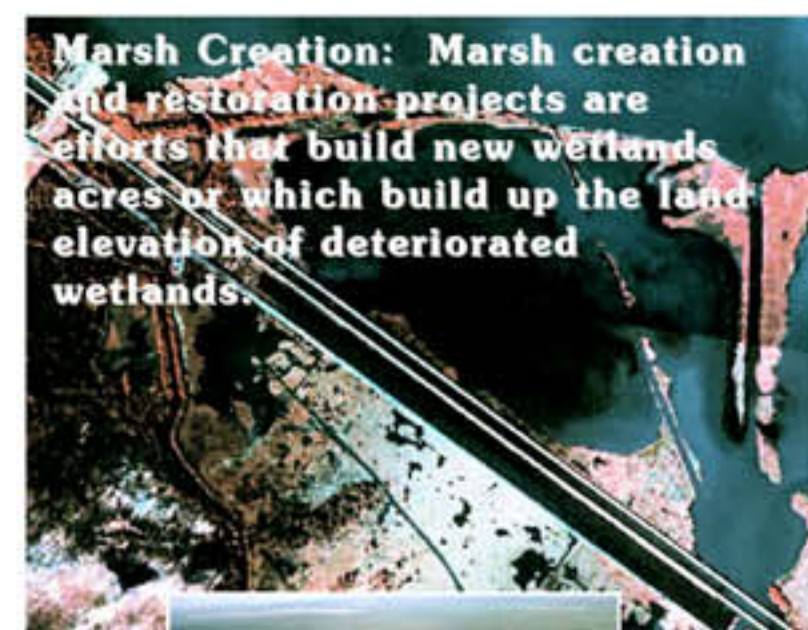 Marsh Creation: Marsh creation
and restoration projects are
efforts that build new wetlands
acres or which build up the land
elevation of deteriorated
wetlands.